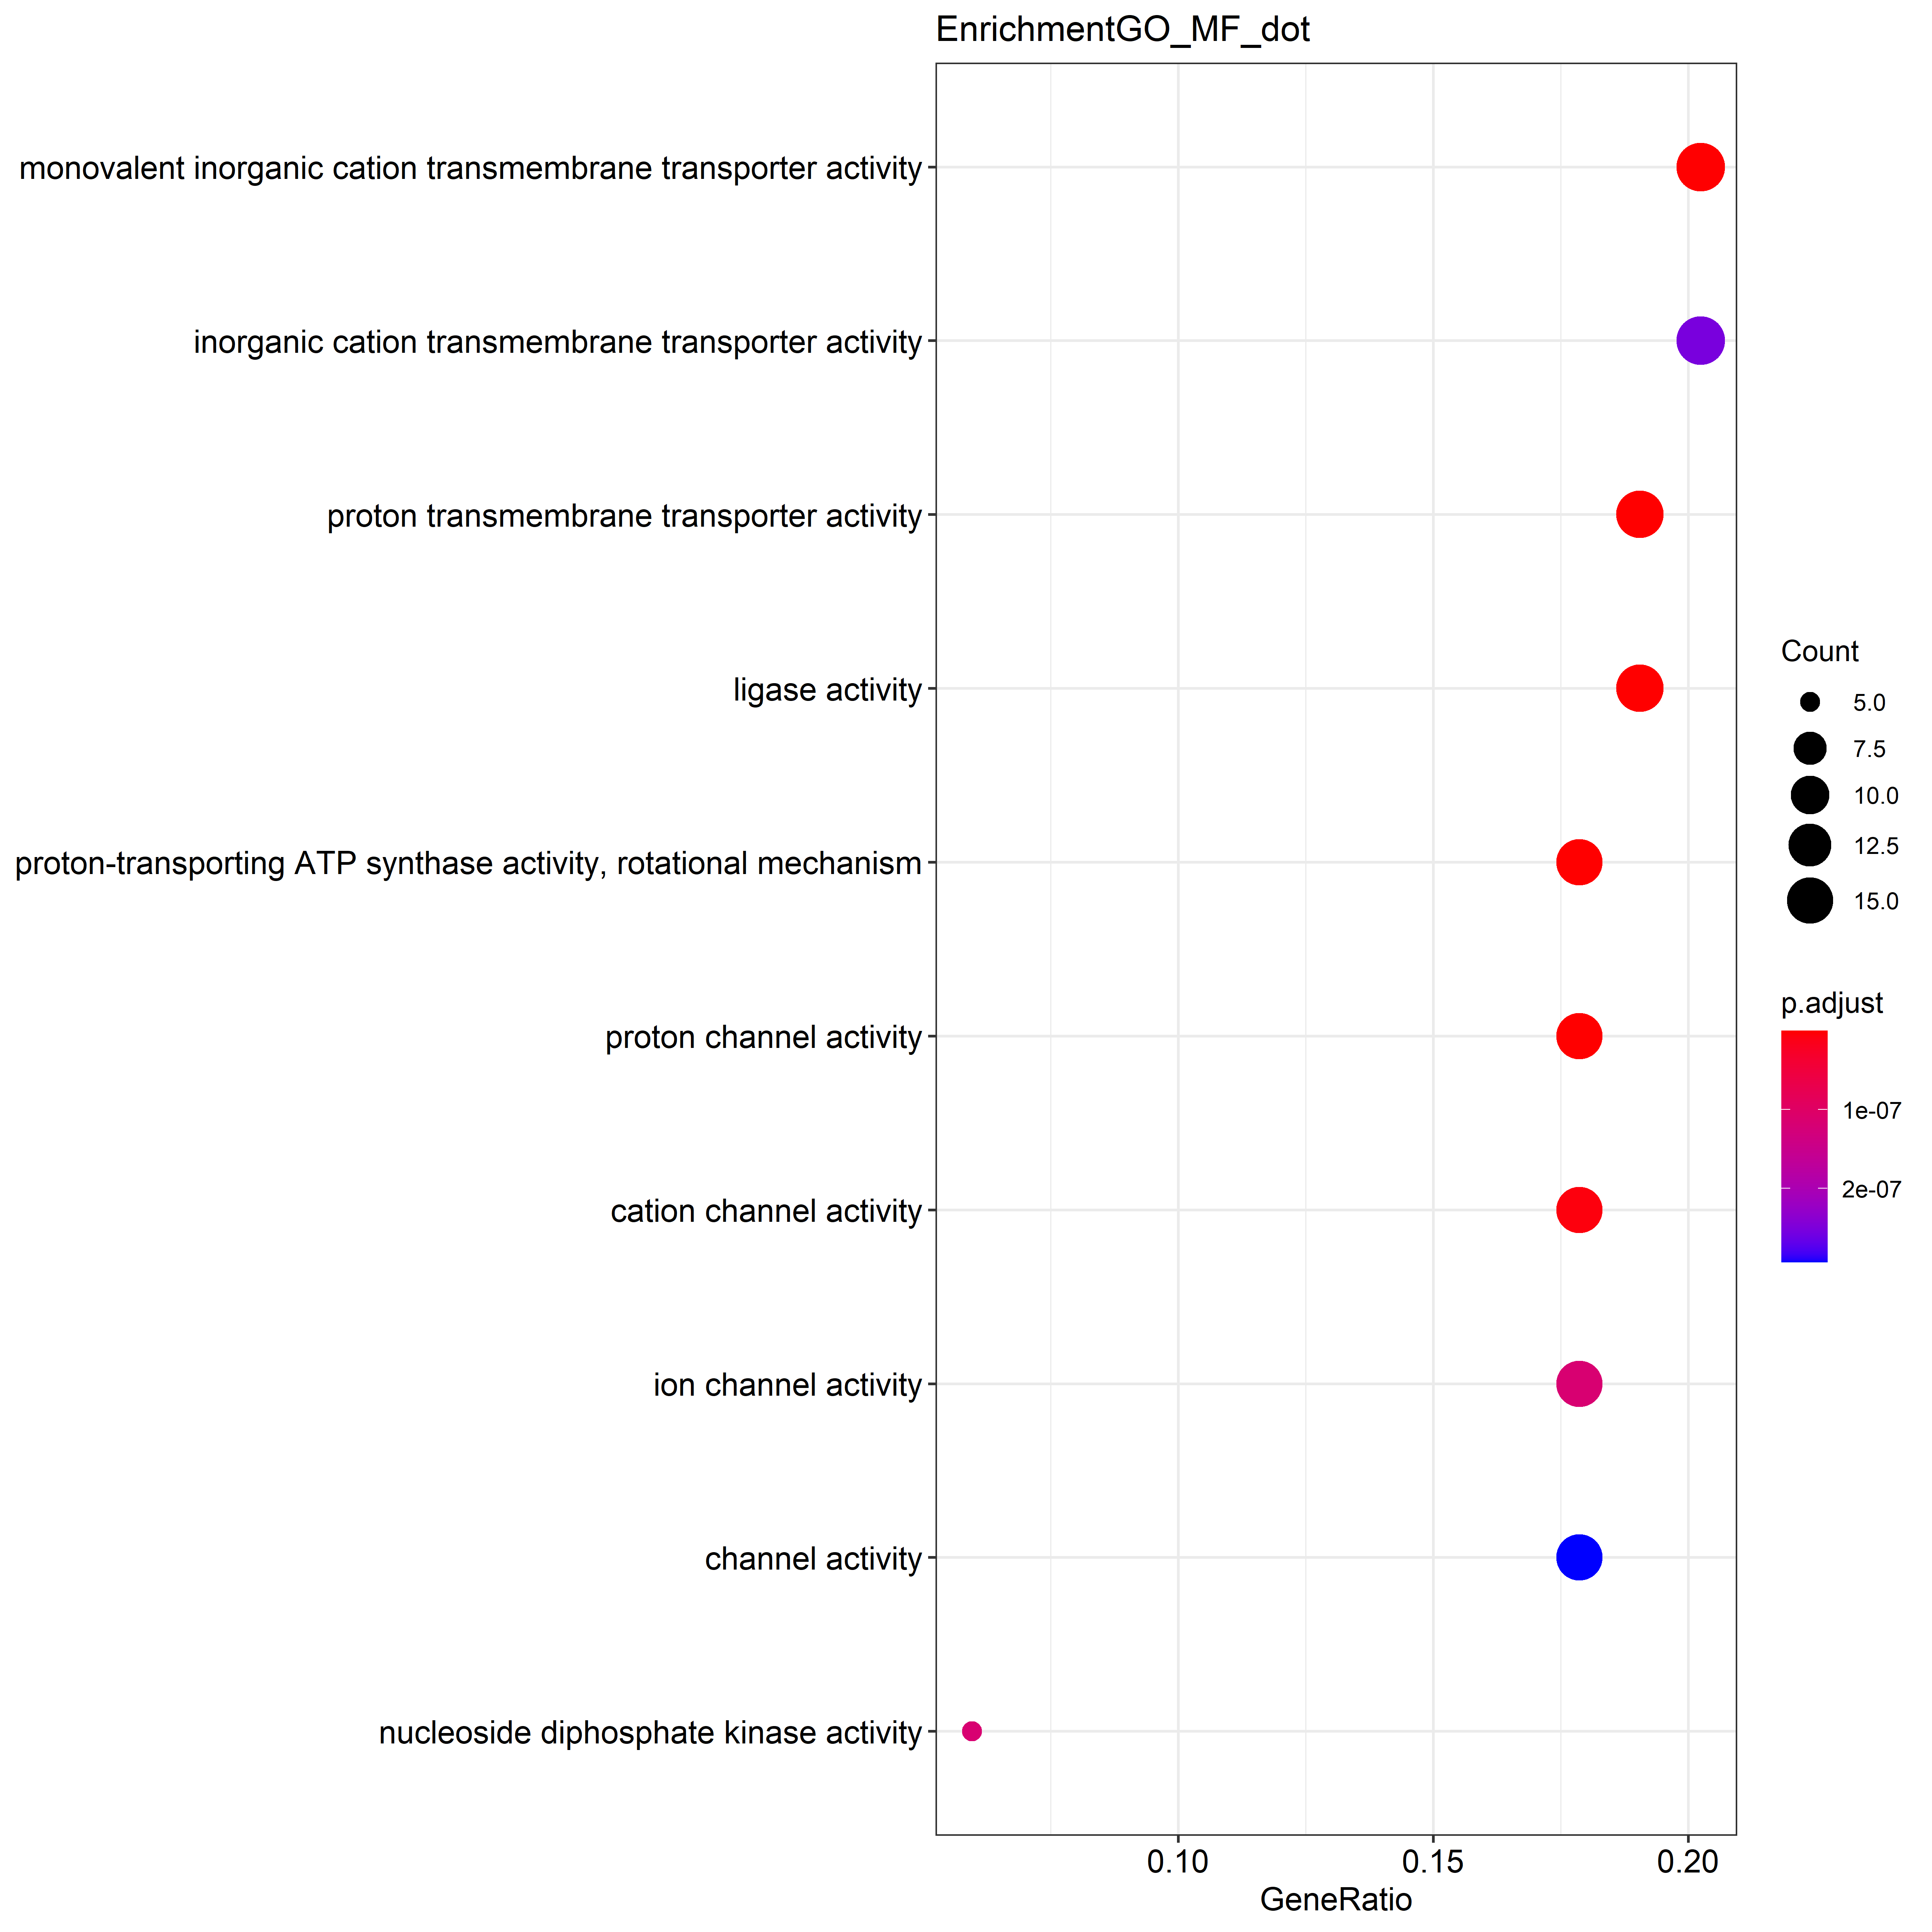 EnrichmentGO_MF_dot
monovalent inorganic cation transmembrane transporter activity
inorganic cation transmembrane transporter activity
proton transmembrane transporter activity
ligase activity
proton-transporting ATP synthase activity, rotational mechanism
proton channel activity
cation channel activity
ion channel activity
channel activity
nucleoside diphosphate kinase activity
0.10 0.15 0.20
GeneRatio
Count
5.0
7.5
10.0
12.5
15.0
p.adjust
1e-07
2e-07